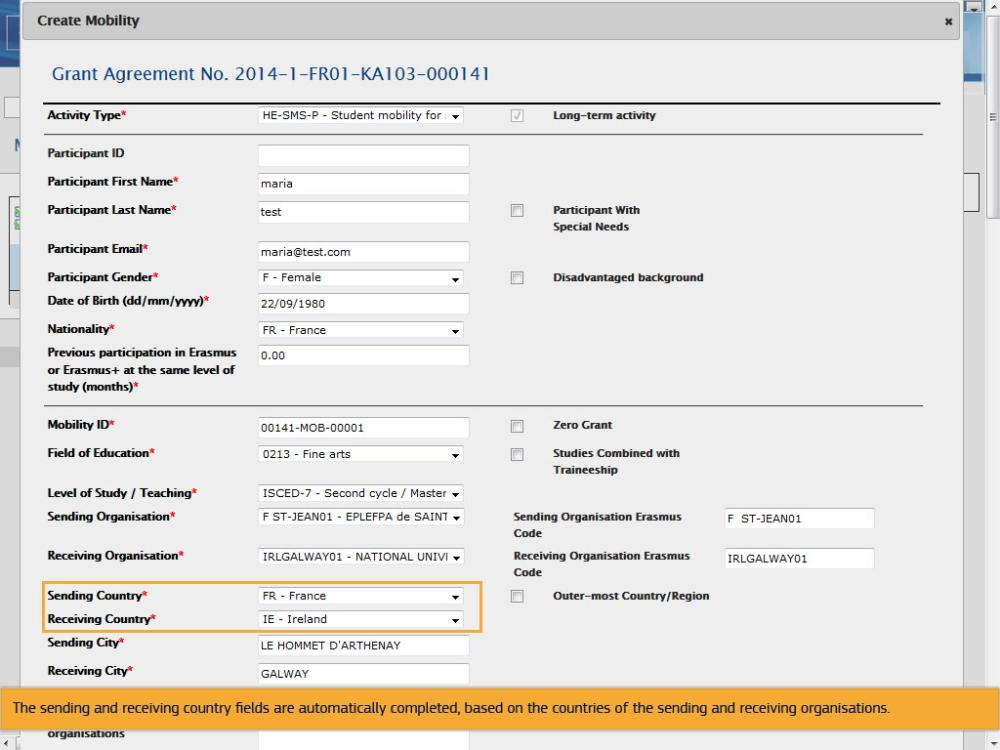 Create Mobility
Grant Agreement No. 2014-1-FR01-KA103-000141
Activity Type* HE-SMS-P - Student mobility for Long-term activity
Participant ID
Participant First Name* maria
Participant Last Name* test Participant With
Special Needs
Participant Email* maria@test.com
Participant Gender* F - Female Disadvantaged background
Date of Birth (dd/mm/yyyy)* 22/09/1980
Nationality* FR - France
Previous participation in Erasmus 0.00
or Erasmus+ at the same level of
study (months)*
Mobility ID* 00141-MOB-00001 Zero Grant
Field of Education* 0213 - Fine arts Studies Combined with
Traineeship
Level of Study / Teaching* ISCED-7 - Second cycle / Master
Sending Organisation* F ST-JEAN01 - EPLEFPA de SAINT Sending Organisation Erasmus F ST-JEAN01
Code
Receiving Organisation* IRLGALWAY01 - NATIONAL UNIVI Receiving Organisation Erasmus IRLGALWAY01
Code
Sending Country* FR - France Outer-most Country/Region
Receiving Country* IE - Ireland
Sending City* LE HOMMET D'ARTHENAY
Receiving City* GALWAY
The sending and receiving country fields are automatically completed, based on the countries of the sending and receiving organisations.
organisations